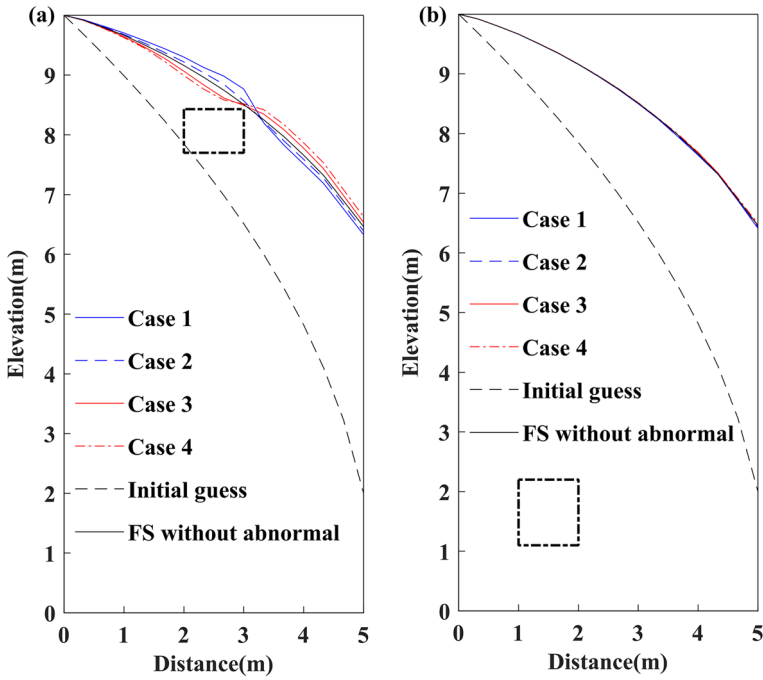 (a)
Elevation(m)
9
8
7
6
5
4
3
2
1
0
0 1 2 3 4 5
Distance(m)
Case 1
Case 2
Case 3
Case 4
Initial guess
FS without abnormal
(b)
Elevation(m)
9
8
7
6
5
4
3
2
1
0
0 1 2 3 4 5
Distance(m)
Case 1
Case 2
Case 3
Case 4
Initial guess
FS without abnormal